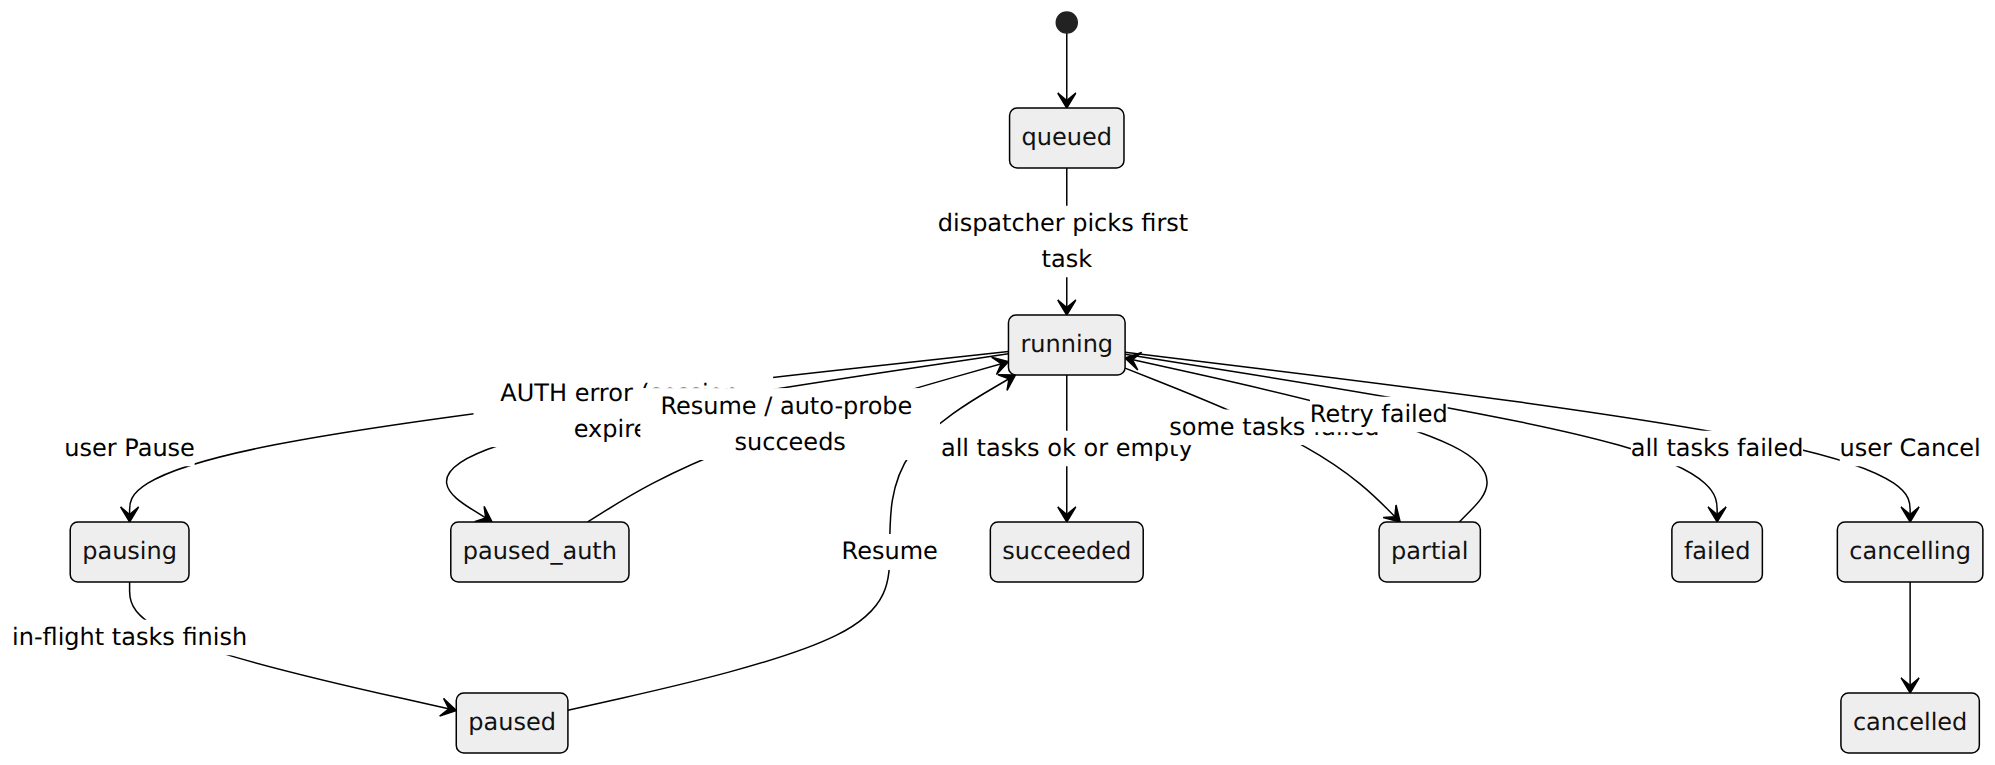 queued
dispatcher picks first
task
running
AUTH error
expire
Resume / auto-probe
succeeds
user Pause
all tasks ok or empty
some tasks
Retry failed
all tasks failed
user Cancel
pausing
paused_auth
Resume
succeeded
partial
failed
cancelling
in-flight tasks finish
paused
cancelled